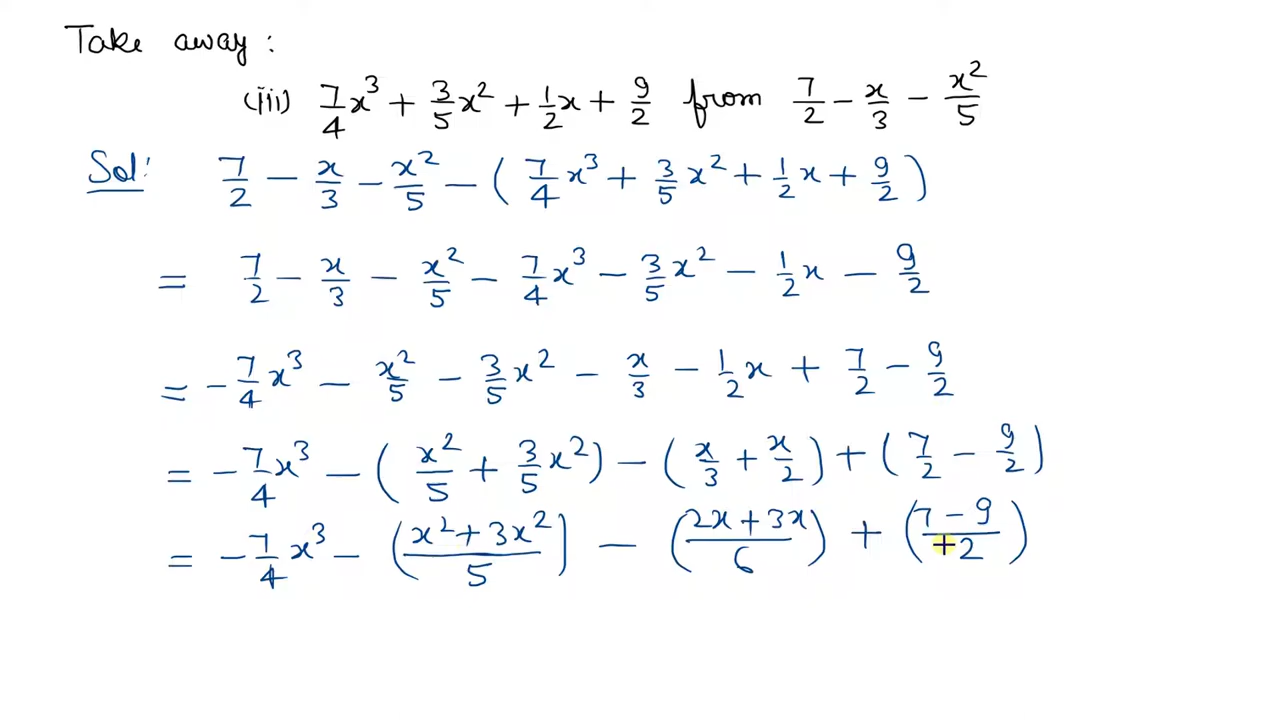 Take away:
(iii) 7/4 x³ + 3/5 x² + 1/2 x + 9/2 from 7/2 − x/3 − x²/5
Sol: 7/2 − x/3 − x²/5 − ( 7/4 x³ + 3/5 x² + 1/2 x + 9/2 )
= 7/2 − x/3 − x²/5 − 7/4 x³ − 3/5 x² − 1/2 x − 9/2
= − 7/4 x³ − x²/5 − 3/5 x² − x/3 − 1/2 x + 7/2 − 9/2
= − 7/4 x³ − ( x²/5 + 3/5 x² ) − ( x/3 + x/2 ) + ( 7/2 − 9/2 )
= − 7/4 x³ − ( (x² + 3x²)/5 ) − ( (2x + 3x)/6 ) + ( (7 − 9)/2 )